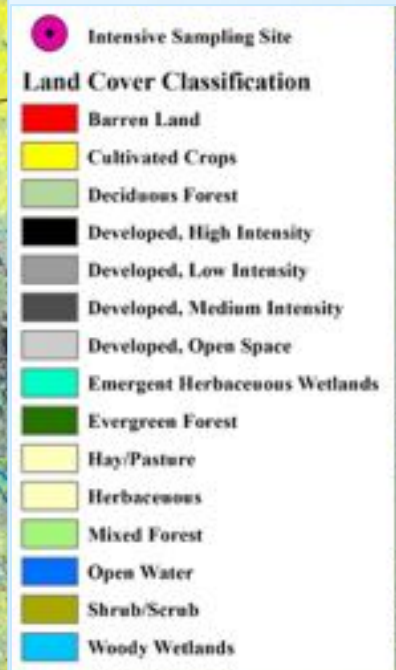 Intensive Sampling Site
Land Cover Classification
Barren Land
Cultivated Crops
Deciduous Forest
Developed, High Intensity
Developed, Low Intensity
Developed, Medium Intensity
Developed, Open Space
Emergent Herbaceuous Wetlands
Evergreen Forest
Hay/Pasture
Herbaceuous
Mixed Forest
Open Water
Shrub/Scrub
Woody Wetlands